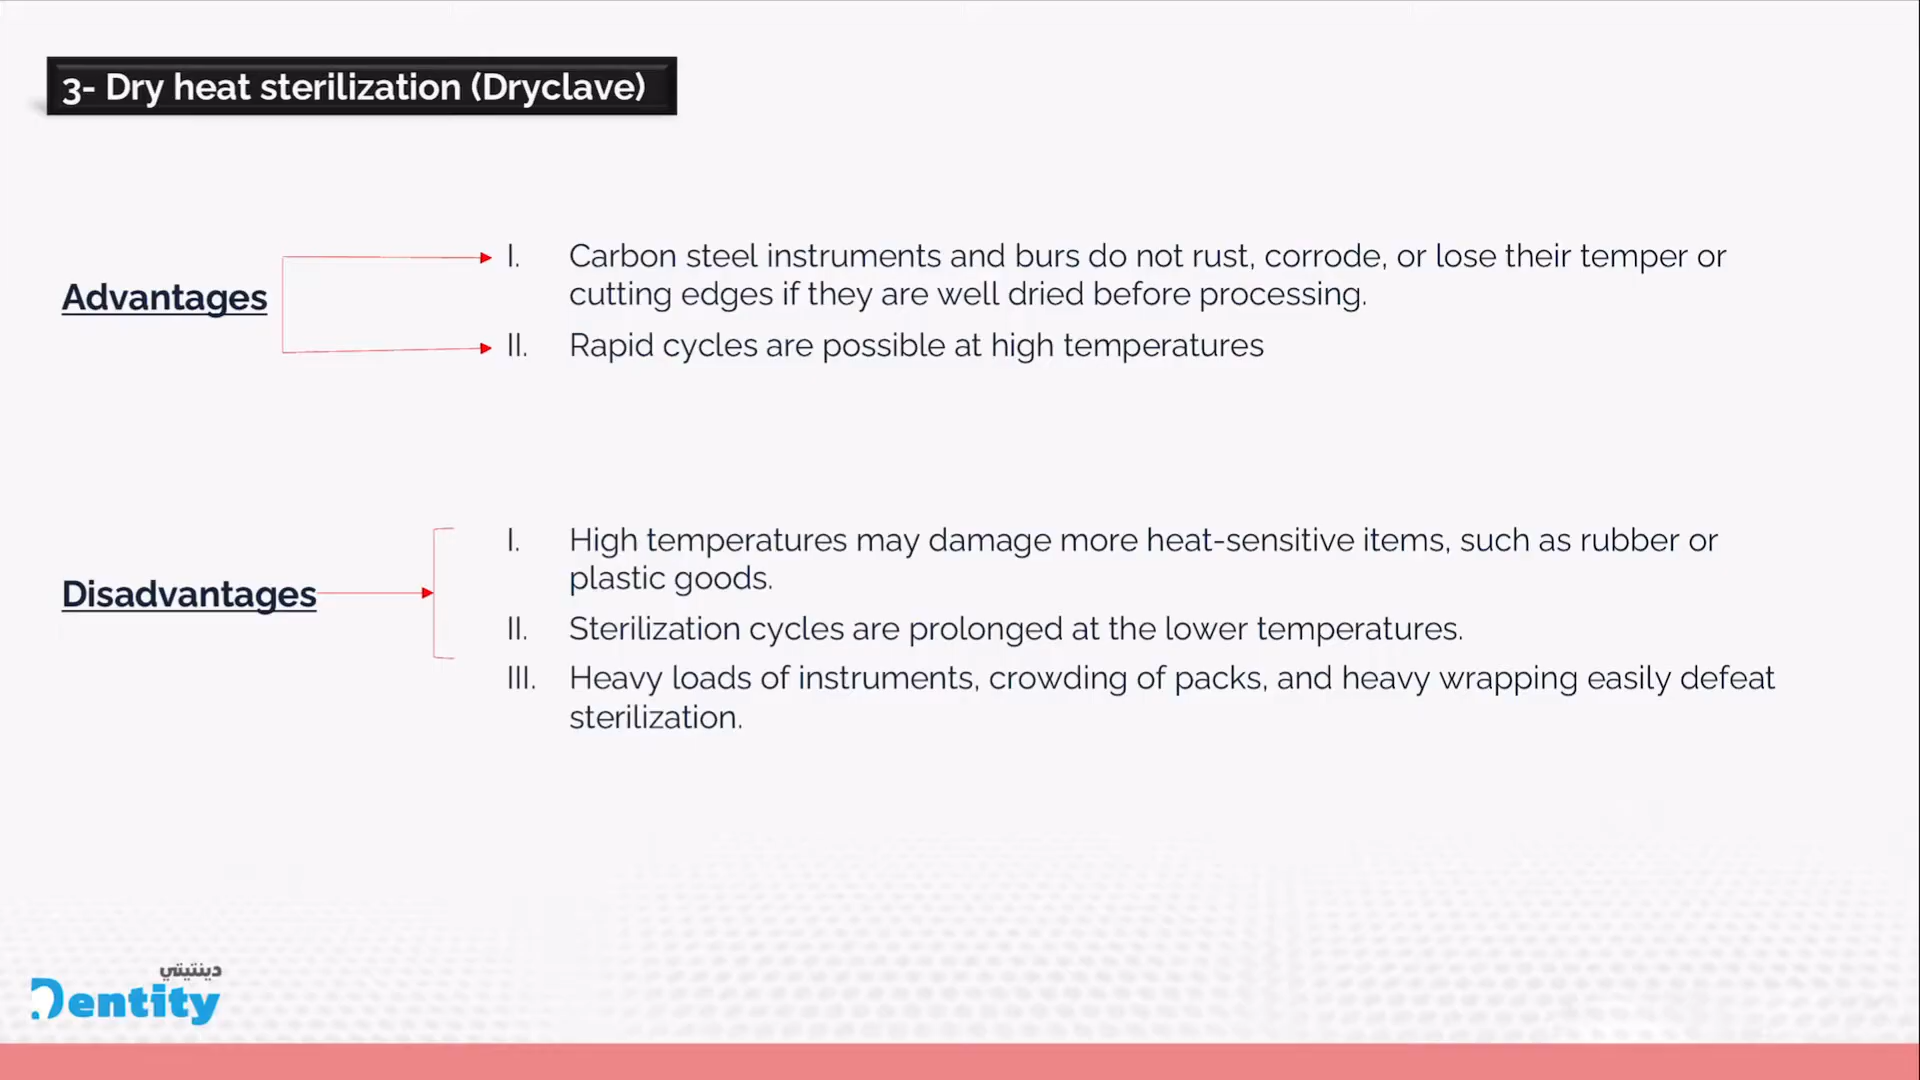 3- Dry heat sterilization (Dryclave)
Advantages
I. Carbon steel instruments and burs do not rust, corrode, or lose their temper or
cutting edges if they are well dried before processing.
II. Rapid cycles are possible at high temperatures
Disadvantages
I. High temperatures may damage more heat-sensitive items, such as rubber or
plastic goods.
II. Sterilization cycles are prolonged at the lower temperatures.
III. Heavy loads of instruments, crowding of packs, and heavy wrapping easily defeat
sterilization.
دينتيتي
Dentity